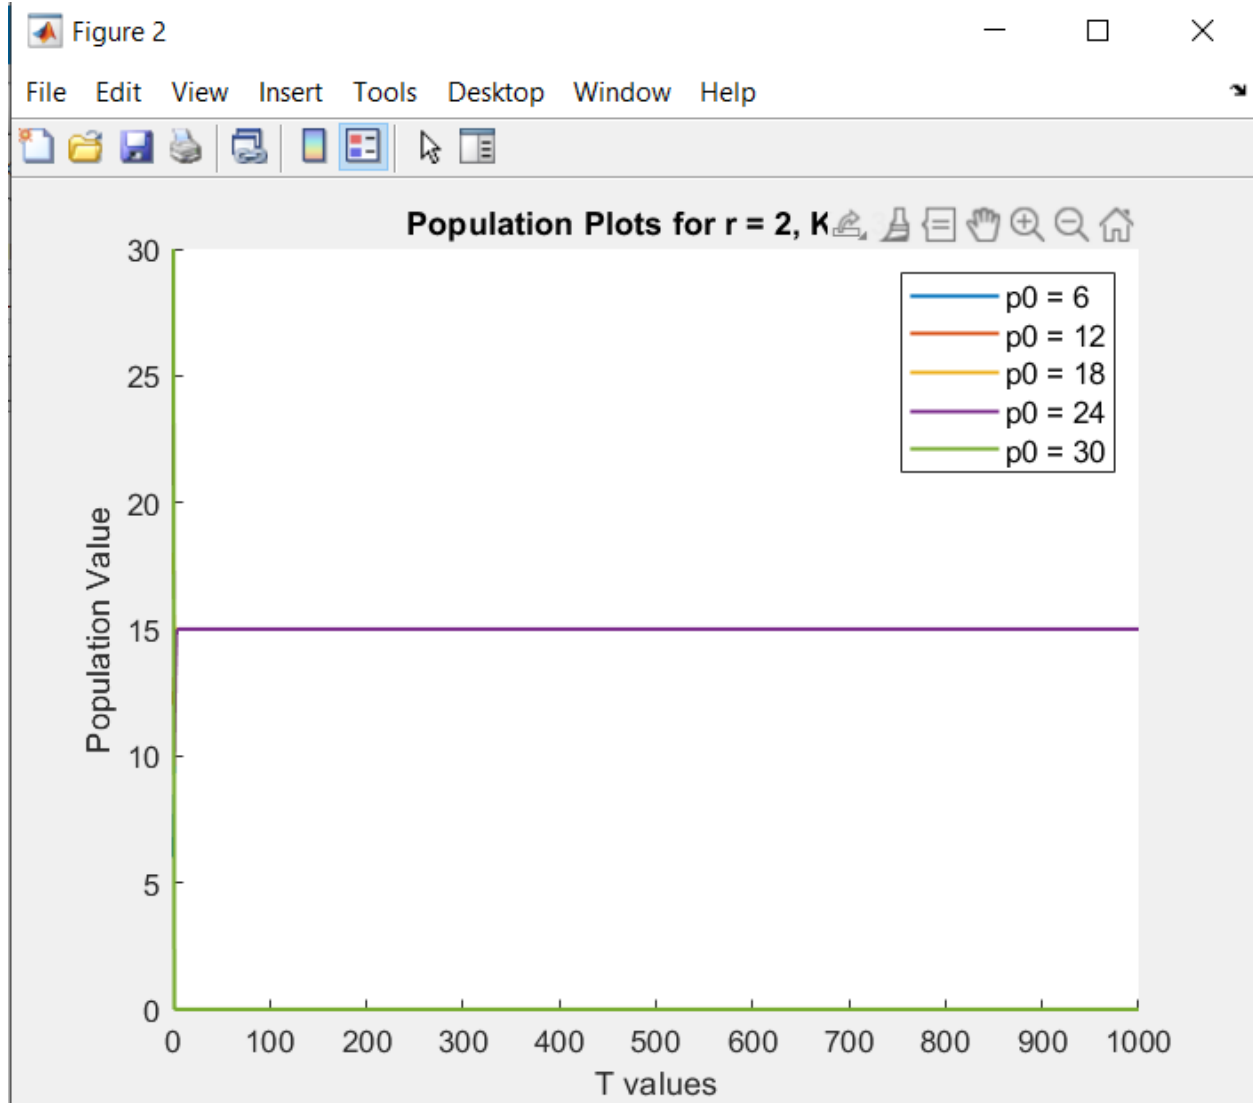 Figure 2
File Edit View Insert Tools Desktop Window Help
Population Plots for r = 2, K
p0 = 6
p0 = 12
p0 = 18
p0 = 24
p0 = 30
Population Value
30
25
20
15
10
5
0
0 100 200 300 400 500 600 700 800 900 1000
T values